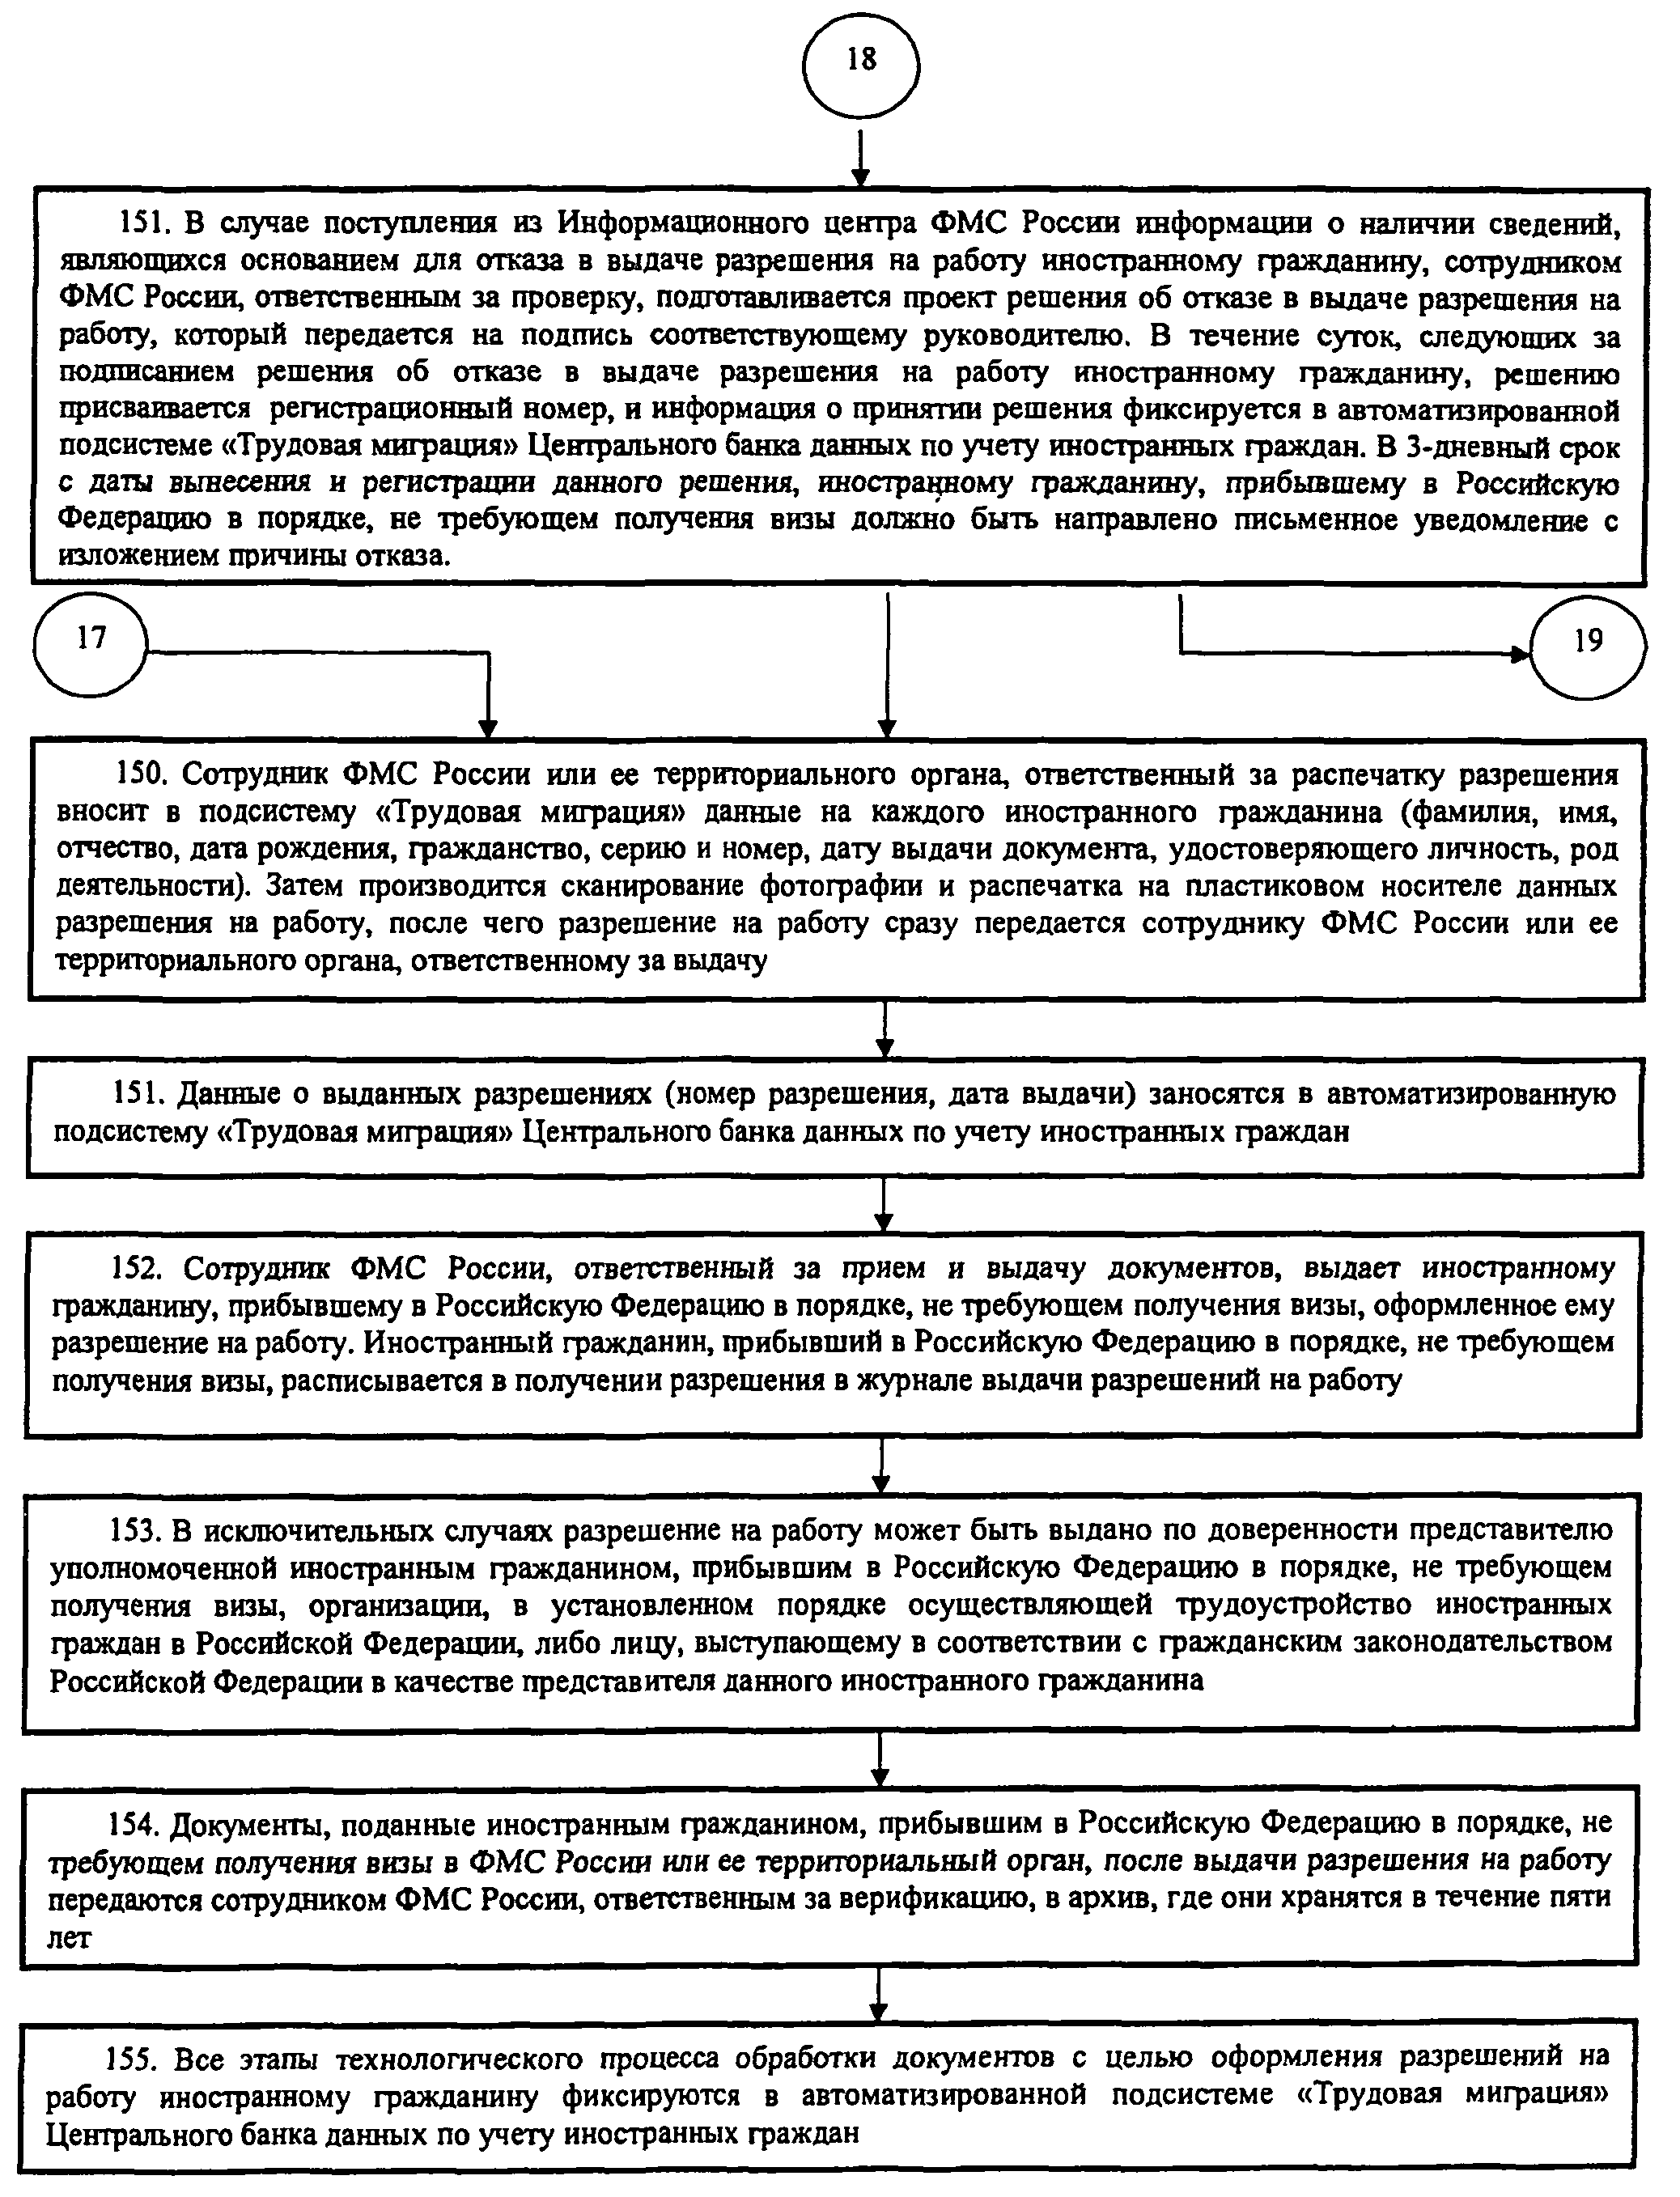 18
151. В случае поступления из Информационного центра ФМС России информации о наличии сведений,
являющихся основанием для отказа в выдаче разрешения на работу иностранному гражданину, сотрудником
ФМС России, ответственным за проверку, подготавливается проект решения об отказе в выдаче разрешения на
работу, который передается на подпись соответствующему руководителю. В течение суток, следующих за
подписанием решения об отказе в выдаче разрешения на работу иностранному гражданину, решению
присваивается регистрационный номер, и информация о принятии решения фиксируется в автоматизированной
подсистеме «Трудовая миграция» Центрального банка данных по учету иностранных граждан. В 3-дневный срок
с даты вынесения и регистрации данного решения, иностранному гражданину, прибывшему в Российскую
Федерацию в порядке, не требующем получения визы должно быть направлено письменное уведомление с
изложением причины отказа.
17
19
150. Сотрудник ФМС России или ее территориального органа, ответственный за распечатку разрешения
вносит в подсистему «Трудовая миграция» данные на каждого иностранного гражданина (фамилия, имя,
отчество, дата рождения, гражданство, серию и номер, дату выдачи документа, удостоверяющего личность, род
деятельности). Затем производится сканирование фотографии и распечатка на пластиковом носителе данных
разрешения на работу, после чего разрешение на работу сразу передается сотруднику ФМС России или ее
территориального органа, ответственному за выдачу
151. Данные о выданных разрешениях (номер разрешения, дата выдачи) заносятся в автоматизированную
подсистему «Трудовая миграция» Центрального банка данных по учету иностранных граждан
152. Сотрудник ФМС России, ответственный за прием и выдачу документов, выдает иностранному
гражданину, прибывшему в Российскую Федерацию в порядке, не требующем получения визы, оформленное ему
разрешение на работу. Иностранный гражданин, прибывший в Российскую Федерацию в порядке, не требующем
получения визы, расписывается в получении разрешения в журнале выдачи разрешений на работу
153. В исключительных случаях разрешение на работу может быть выдано по доверенности представителю
уполномоченной иностранным гражданином, прибывшим в Российскую Федерацию в порядке, не требующем
получения визы, организации, в установленном порядке осуществляющей трудоустройство иностранных
граждан в Российской Федерации, либо лицу, выступающему в соответствии с гражданским законодательством
Российской Федерации в качестве представителя данного иностранного гражданина
154. Документы, поданные иностранным гражданином, прибывшим в Российскую Федерацию в порядке, не
требующем получения визы в ФМС России или ее территориальный орган, после выдачи разрешения на работу
передаются сотрудником ФМС России, ответственным за верификацию, в архив, где они хранятся в течение пяти
лет
155. Все этапы технологического процесса обработки документов с целью оформления разрешений на
работу иностранному гражданину фиксируются в автоматизированной подсистеме «Трудовая миграция»
Центрального банка данных по учету иностранных граждан